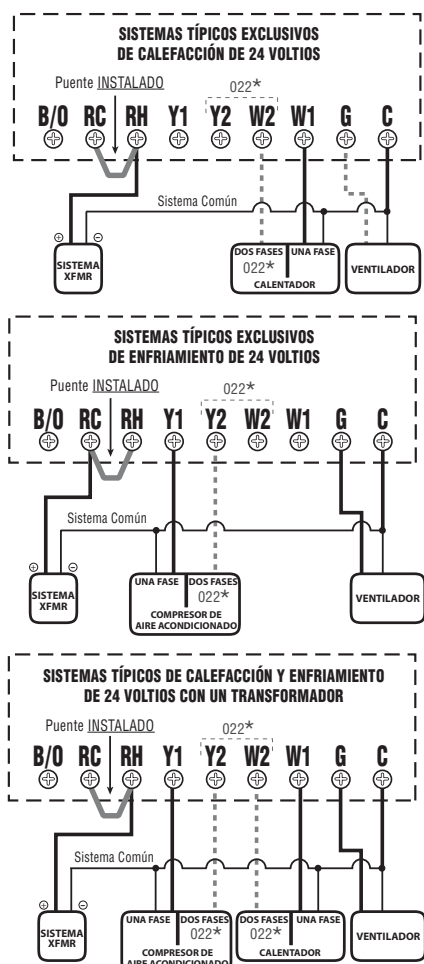 SISTEMAS TÍPICOS EXCLUSIVOS
DE CALEFACCIÓN DE 24 VOLTIOS
Puente INSTALADO
022*
B/O RC RH Y1 Y2 W2 W1 G C
Sistema Común
⊕ ⊖
SISTEMA
XFMR
DOS FASES UNA FASE
022*
CALENTADOR
VENTILADOR
SISTEMAS TÍPICOS EXCLUSIVOS
DE ENFRIAMIENTO DE 24 VOLTIOS
Puente INSTALADO
022*
B/O RC RH Y1 Y2 W2 W1 G C
Sistema Común
⊕ ⊖
SISTEMA
XFMR
UNA FASE DOS FASES
022*
COMPRESOR DE
AIRE ACONDICIONADO
VENTILADOR
SISTEMAS TÍPICOS DE CALEFACCIÓN Y ENFRIAMIENTO
DE 24 VOLTIOS CON UN TRANSFORMADOR
Puente INSTALADO
022*
B/O RC RH Y1 Y2 W2 W1 G C
Sistema Común
⊕ ⊖
SISTEMA
XFMR
UNA FASE DOS FASES
022*
COMPRESOR DE
AIRE ACONDICIONADO
DOS FASES UNA FASE
022*
CALENTADOR
VENTILADOR